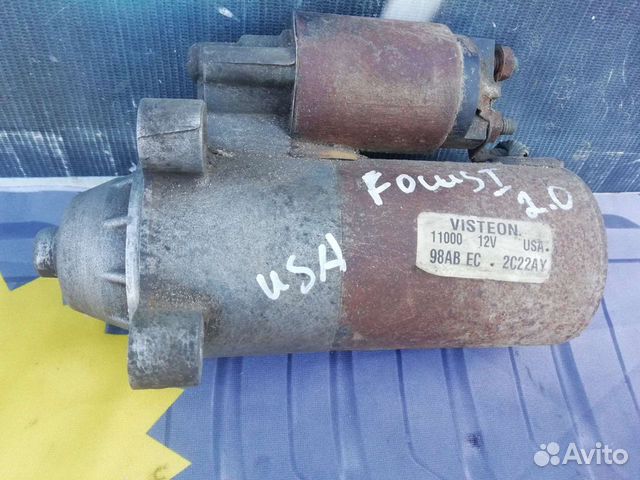 Focus I
2.0
USA
VISTEON.
11000 12V USA.
98AB EC . 2C22AY
Avito